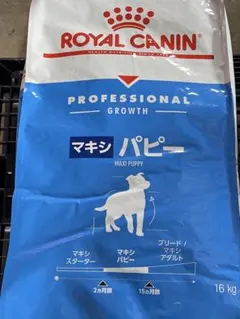 ROYAL CANIN
PROFESSIONAL
GROWTH
マキシ パピー
MAXI PUPPY
マキシ スターター
マキシ パピー
ブリード/マキシ アダルト
2カ月齢
15カ月齢
16 kg